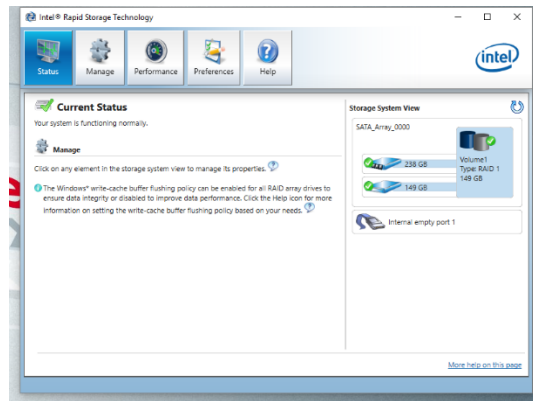 Intel® Rapid Storage Technology
Status
Manage
Performance
Preferences
Help
intel
Current Status
Your system is functioning normally.
Manage
Click on any element in the storage system view to manage its properties.
The Windows* write-cache buffer flushing policy can be enabled for all RAID array drives to
ensure data integrity or disabled to improve data performance. Click the Help icon for more
information on setting the write-cache buffer flushing policy based on your needs.
Storage System View
SATA_Array_0000
238 GB
149 GB
Volume1
Type: RAID 1
149 GB
Internal empty port 1
More help on this page